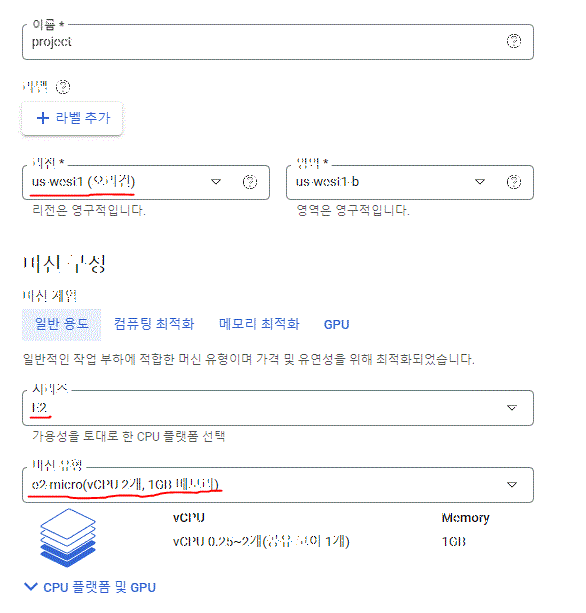 이름 *
project
라벨
+ 라벨 추가
리전 *
us-west1 (오리건)
영역 *
us-west1-b
리전은 영구적입니다.
영역은 영구적입니다.
머신 구성
머신 계열
일반 용도 컴퓨팅 최적화 메모리 최적화 GPU
일반적인 작업 부하에 적합한 머신 유형이며 가격 및 유연성을 위해 최적화되었습니다.
시리즈
E2
가용성을 토대로 한 CPU 플랫폼 선택
머신 유형
e2-micro(vCPU 2개, 1GB 메모리)
vCPU Memory
vCPU 0.25~2개(공유 코어 1개) 1GB
CPU 플랫폼 및 GPU